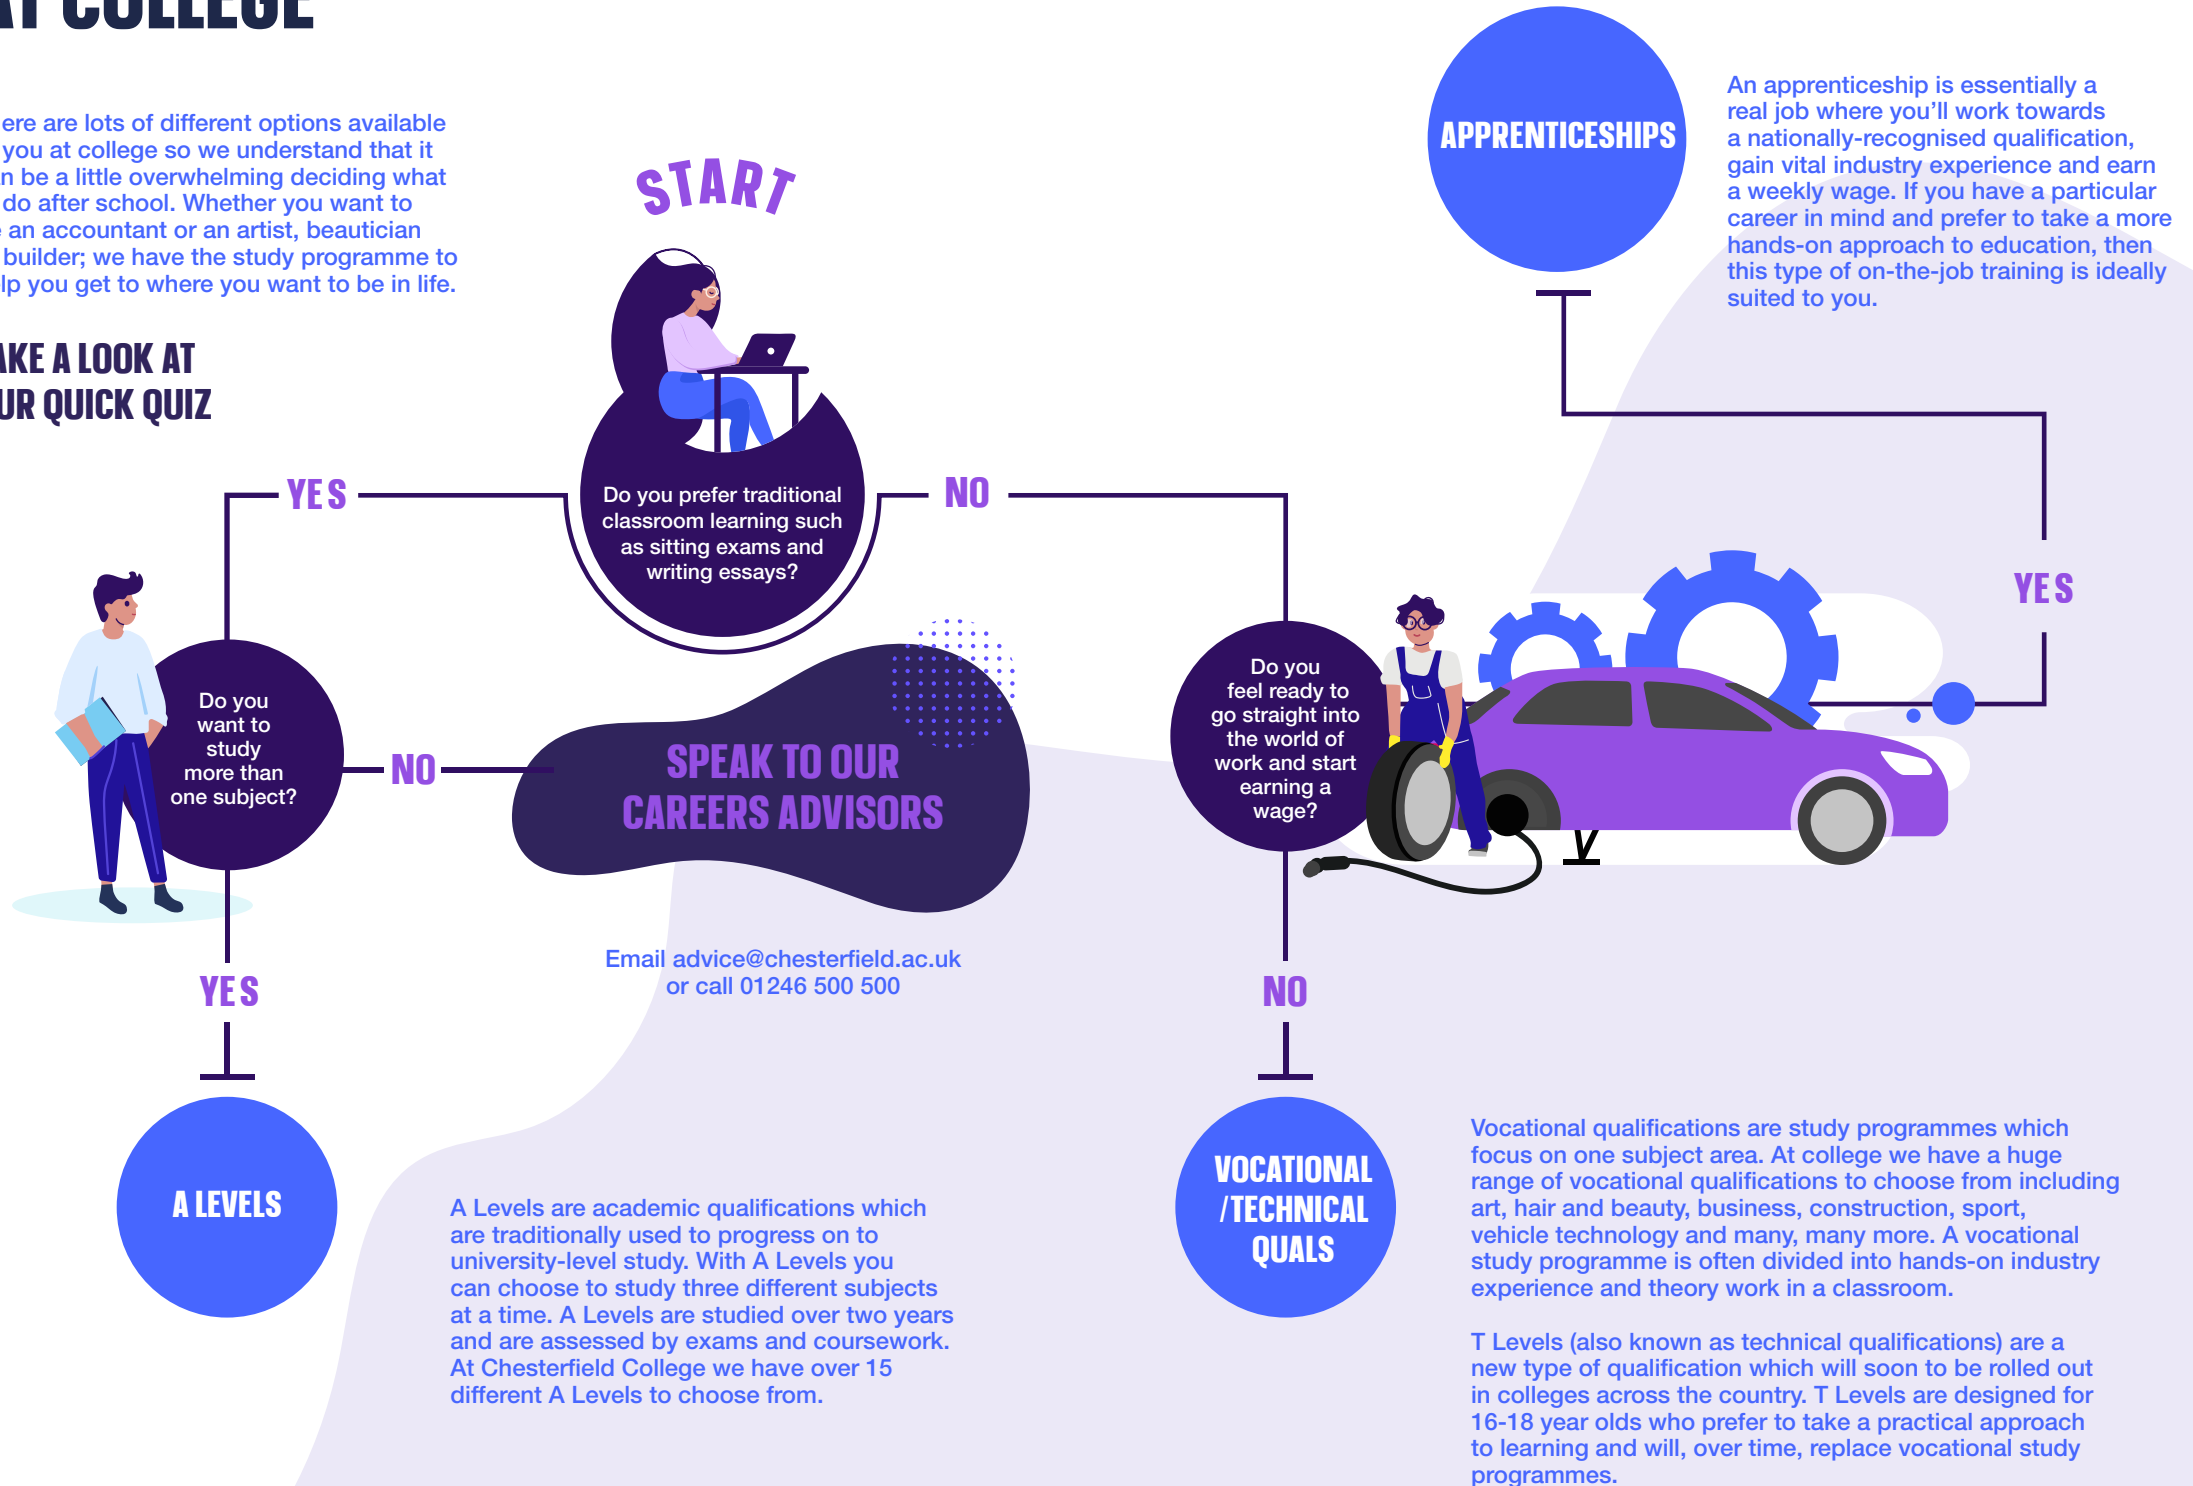 AT COLLEGE
ere are lots of different options available
you at college so we understand that it
n be a little overwhelming deciding what
do after school. Whether you want to
e an accountant or an artist, beautician
builder; we have the study programme to
lp you get to where you want to be in life.
AKE A LOOK AT
UR QUICK QUIZ
START
Do you prefer traditional
classroom learning such
as sitting exams and
writing essays?
YES
NO
Do you
want to
study
more than
one subject?
NO
SPEAK TO OUR
CAREERS ADVISORS
Email advice@chesterfield.ac.uk
or call 01246 500 500
YES
A LEVELS
A Levels are academic qualifications which
are traditionally used to progress on to
university-level study. With A Levels you
can choose to study three different subjects
at a time. A Levels are studied over two years
and are assessed by exams and coursework.
At Chesterfield College we have over 15
different A Levels to choose from.
Do you
feel ready to
go straight into
the world of
work and start
earning a
wage?
YES
APPRENTICESHIPS
An apprenticeship is essentially a
real job where you’ll work towards
a nationally-recognised qualification,
gain vital industry experience and earn
a weekly wage. If you have a particular
career in mind and prefer to take a more
hands-on approach to education, then
this type of on-the-job training is ideally
suited to you.
NO
VOCATIONAL
/TECHNICAL
QUALS
Vocational qualifications are study programmes which
focus on one subject area. At college we have a huge
range of vocational qualifications to choose from including
art, hair and beauty, business, construction, sport,
vehicle technology and many, many more. A vocational
study programme is often divided into hands-on industry
experience and theory work in a classroom.
T Levels (also known as technical qualifications) are a
new type of qualification which will soon to be rolled out
in colleges across the country. T Levels are designed for
16-18 year olds who prefer to take a practical approach
to learning and will, over time, replace vocational study
programmes.